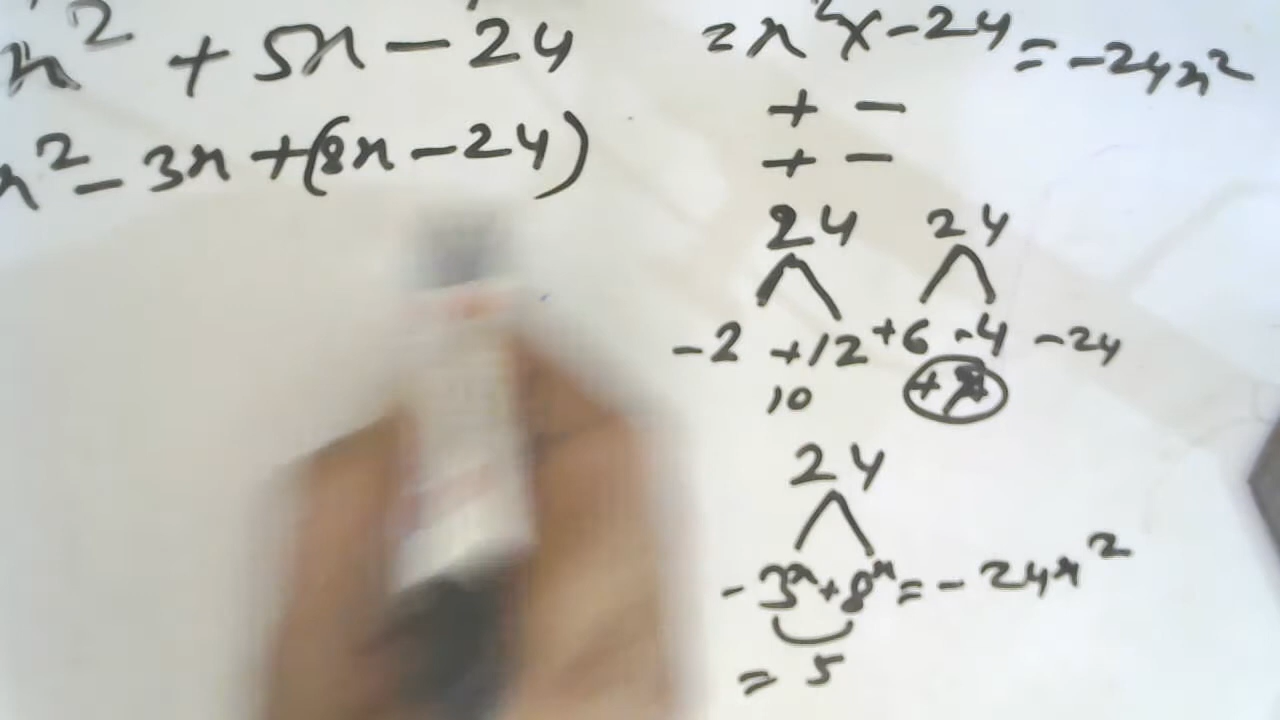 x² + 5x - 24
x² - 3x + (8x - 24)
= x² × -24 = -24x²
+ -
+ -
24 24
-2 +12 +6 -4 -24
10
24
-3x + 8x = -24x²
= 5